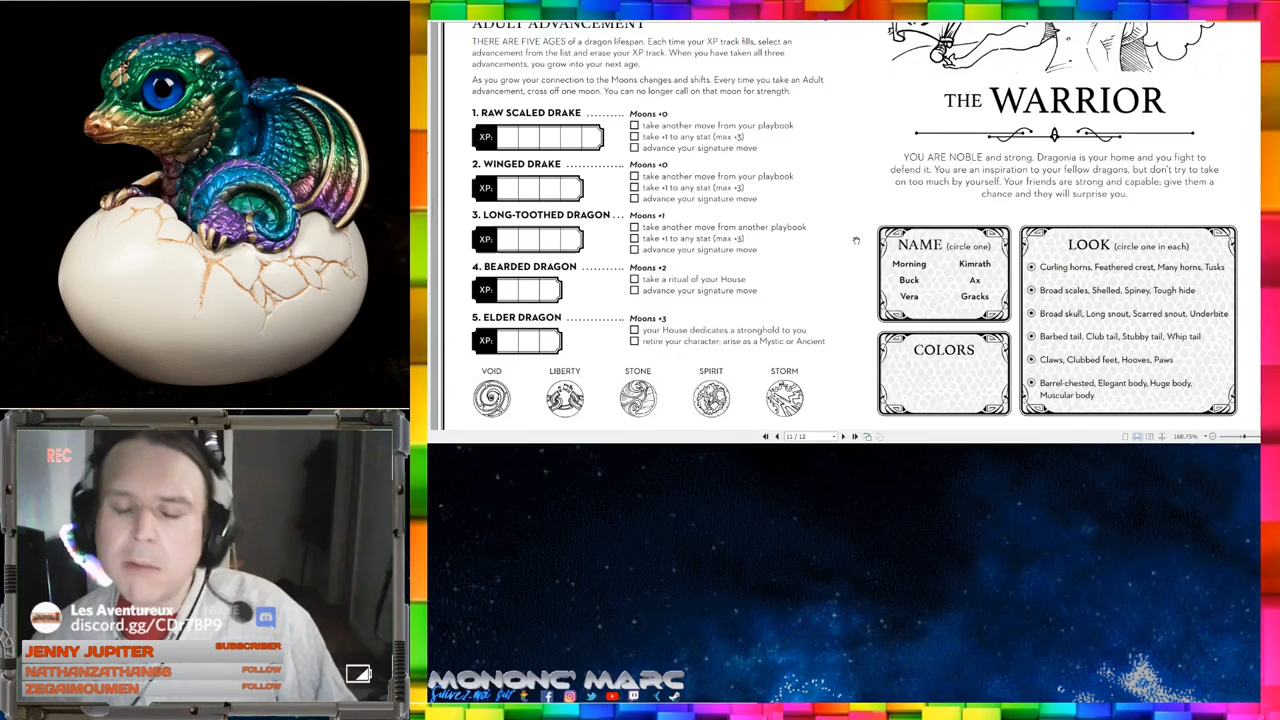 ADULT ADVANCEMENT
THERE ARE FIVE AGES of a dragon lifespan. Each time your XP track fills, select an
advancement from the list and erase your XP track. When you have taken all three
advancements, you grow into your next age.
As you grow your connection to the Moons changes and shifts. Every time you take an Adult
advancement, cross off one moon. You can no longer call on that moon for strength.
1. RAW SCALED DRAKE ......... Moons +0
XP:
take another move from your playbook
take +1 to any stat (max +3)
advance your signature move
2. WINGED DRAKE .............. Moons +0
XP:
take another move from your playbook
take +1 to any stat (max +3)
advance your signature move
3. LONG-TOOTHED DRAGON ... Moons +1
XP:
take another move from another playbook
take +1 to any stat (max +3)
advance your signature move
4. BEARDED DRAGON .......... Moons +2
XP:
take a ritual of your House
advance your signature move
5. ELDER DRAGON .............. Moons +3
XP:
your House dedicates a stronghold to you
retire your character; arise as a Mystic or Ancient
VOID LIBERTY STONE SPIRIT STORM
THE WARRIOR
YOU ARE NOBLE and strong. Dragonia is your home and you fight to
defend it. You are an inspiration to your fellow dragons, but don't try to take
on too much by yourself. Your friends are strong and capable; give them a
chance and they will surprise you.
NAME (circle one)
Morning Kimrath
Buck Ax
Vera Gracks
COLORS
LOOK (circle one in each)
Curling horns, Feathered crest, Many horns, Tusks
Broad scales, Shelled, Spiney, Tough hide
Broad skull, Long snout, Scarred snout, Underbite
Barbed tail, Club tail, Stubby tail, Whip tail
Claws, Clubbed feet, Hooves, Paws
Barrel-chested, Elegant body, Huge body,
Muscular body
11 / 12
168.75%
REC
Les Aventureux
discord.gg/CDr7BP9
JENNY JUPITER SUBSCRIBER
NATHANZATHAN56 FOLLOW
ZEGAIMOUMEN FOLLOW
MONONC' MARC
Suivez-moi sur